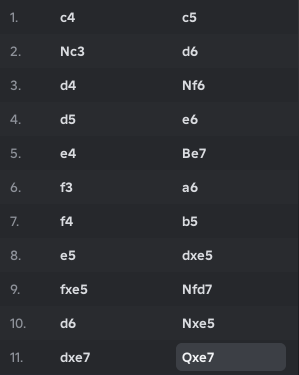 1. c4 c5
2. Nc3 d6
3. d4 Nf6
4. d5 e6
5. e4 Be7
6. f3 a6
7. f4 b5
8. e5 dxe5
9. fxe5 Nfd7
10. d6 Nxe5
11. dxe7 Qxe7